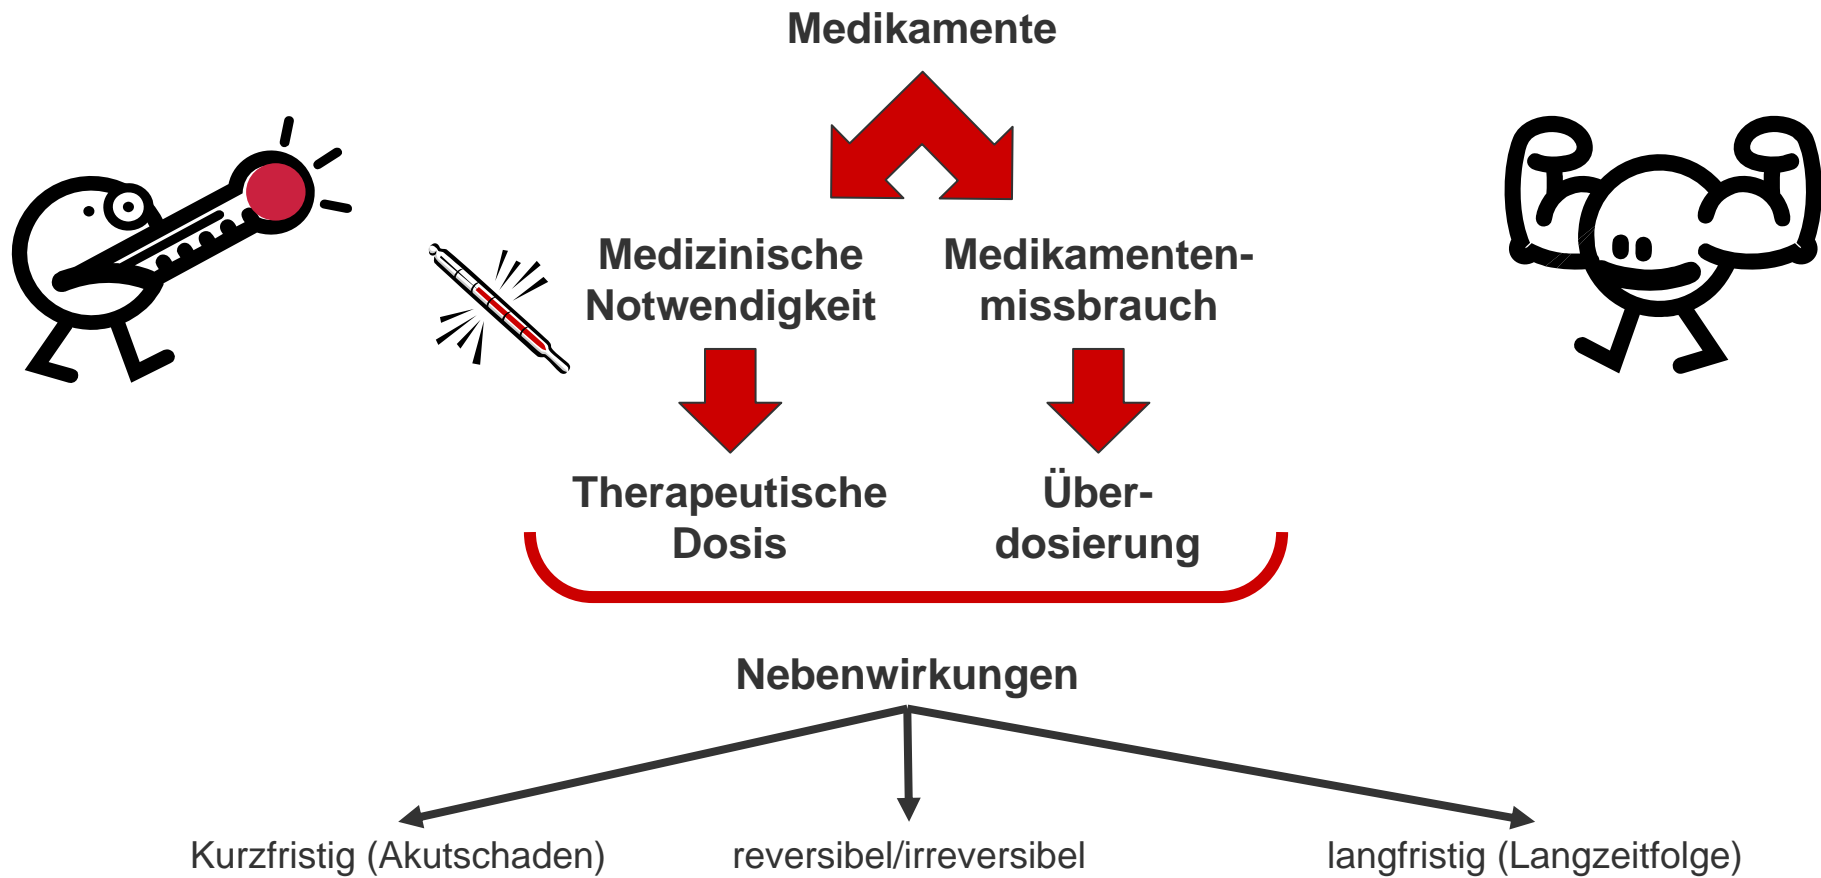 Medikamente
Medizinische
Notwendigkeit
Medikamenten-
missbrauch
Therapeutische
Dosis
Über-
dosierung
Nebenwirkungen
Kurzfristig (Akutschaden)
reversibel/irreversibel
langfristig (Langzeitfolge)